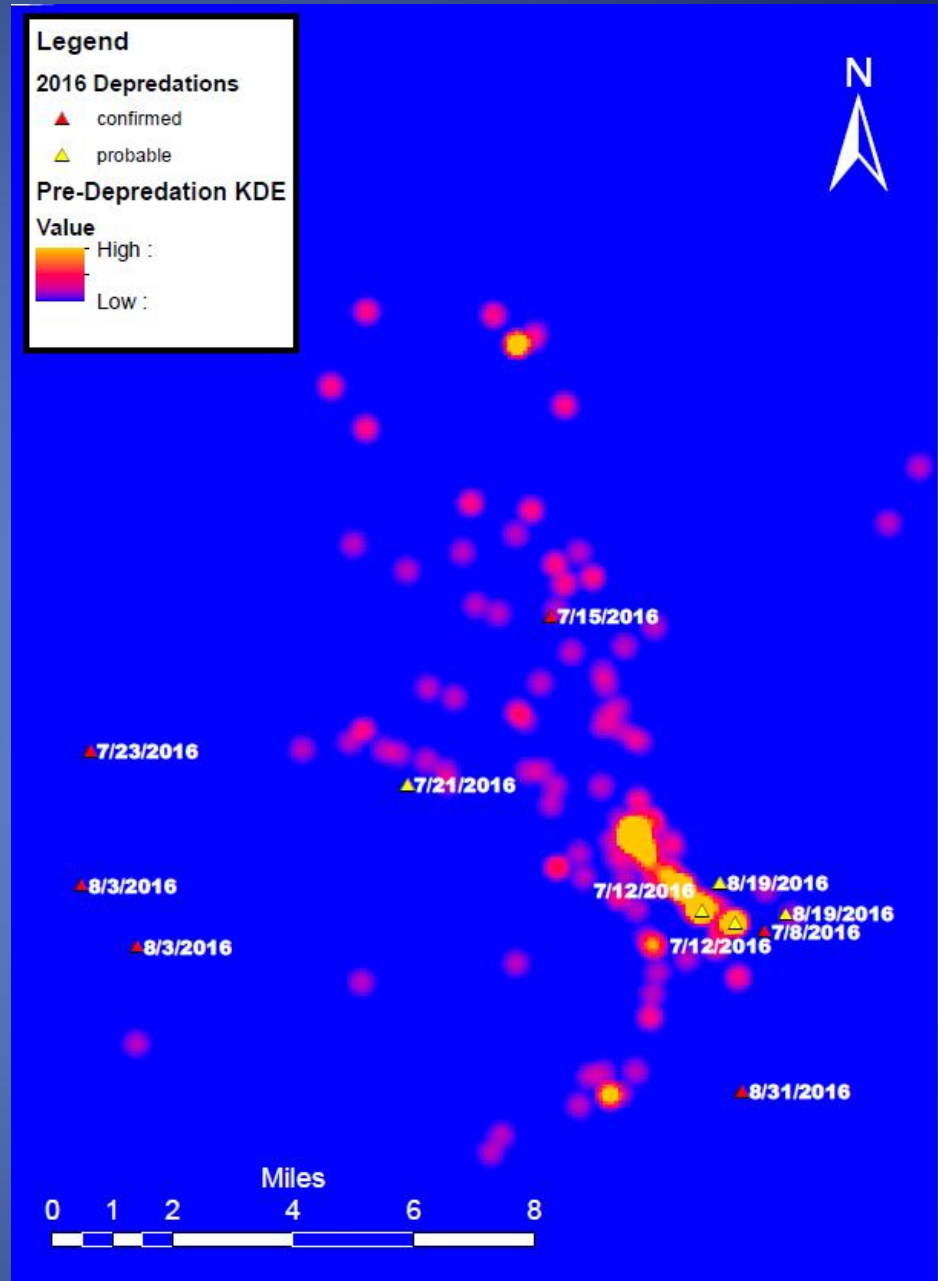 Legend
2016 Depredations
confirmed
probable
Pre-Depredation KDE
Value
High :
Low :
N
7/15/2016
7/23/2016
7/21/2016
8/3/2016
7/12/2016
8/19/2016
8/19/2016
7/8/2016
7/12/2016
8/3/2016
8/31/2016
Miles
0 1 2 4 6 8